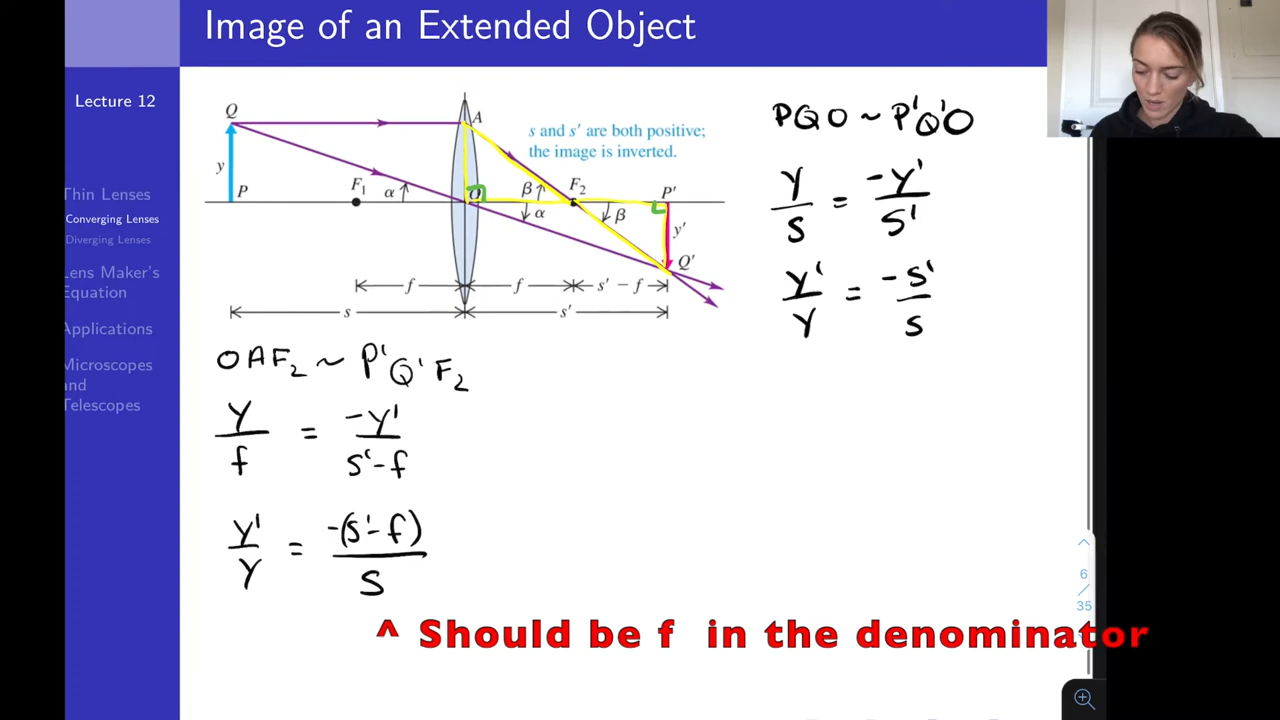 Image of an Extended Object
Lecture 12
Thin Lenses
Converging Lenses
Diverging Lenses
Lens Maker's
Equation
Applications
Microscopes
and
Telescopes
Q
A
s and s′ are both positive;
the image is inverted.
y
P
F₁
α
O
β
F₂
α
β
P′
y′
Q′
f
f
s′ − f
s
s′
PQO ~ P'Q'O
y/s = -y'/s'
y'/y = -s'/s
OAF₂ ~ P'Q'F₂
y/f = -y'/s'-f
y'/y = -(s'-f)/s
^ Should be f in the denominator
6
/
35